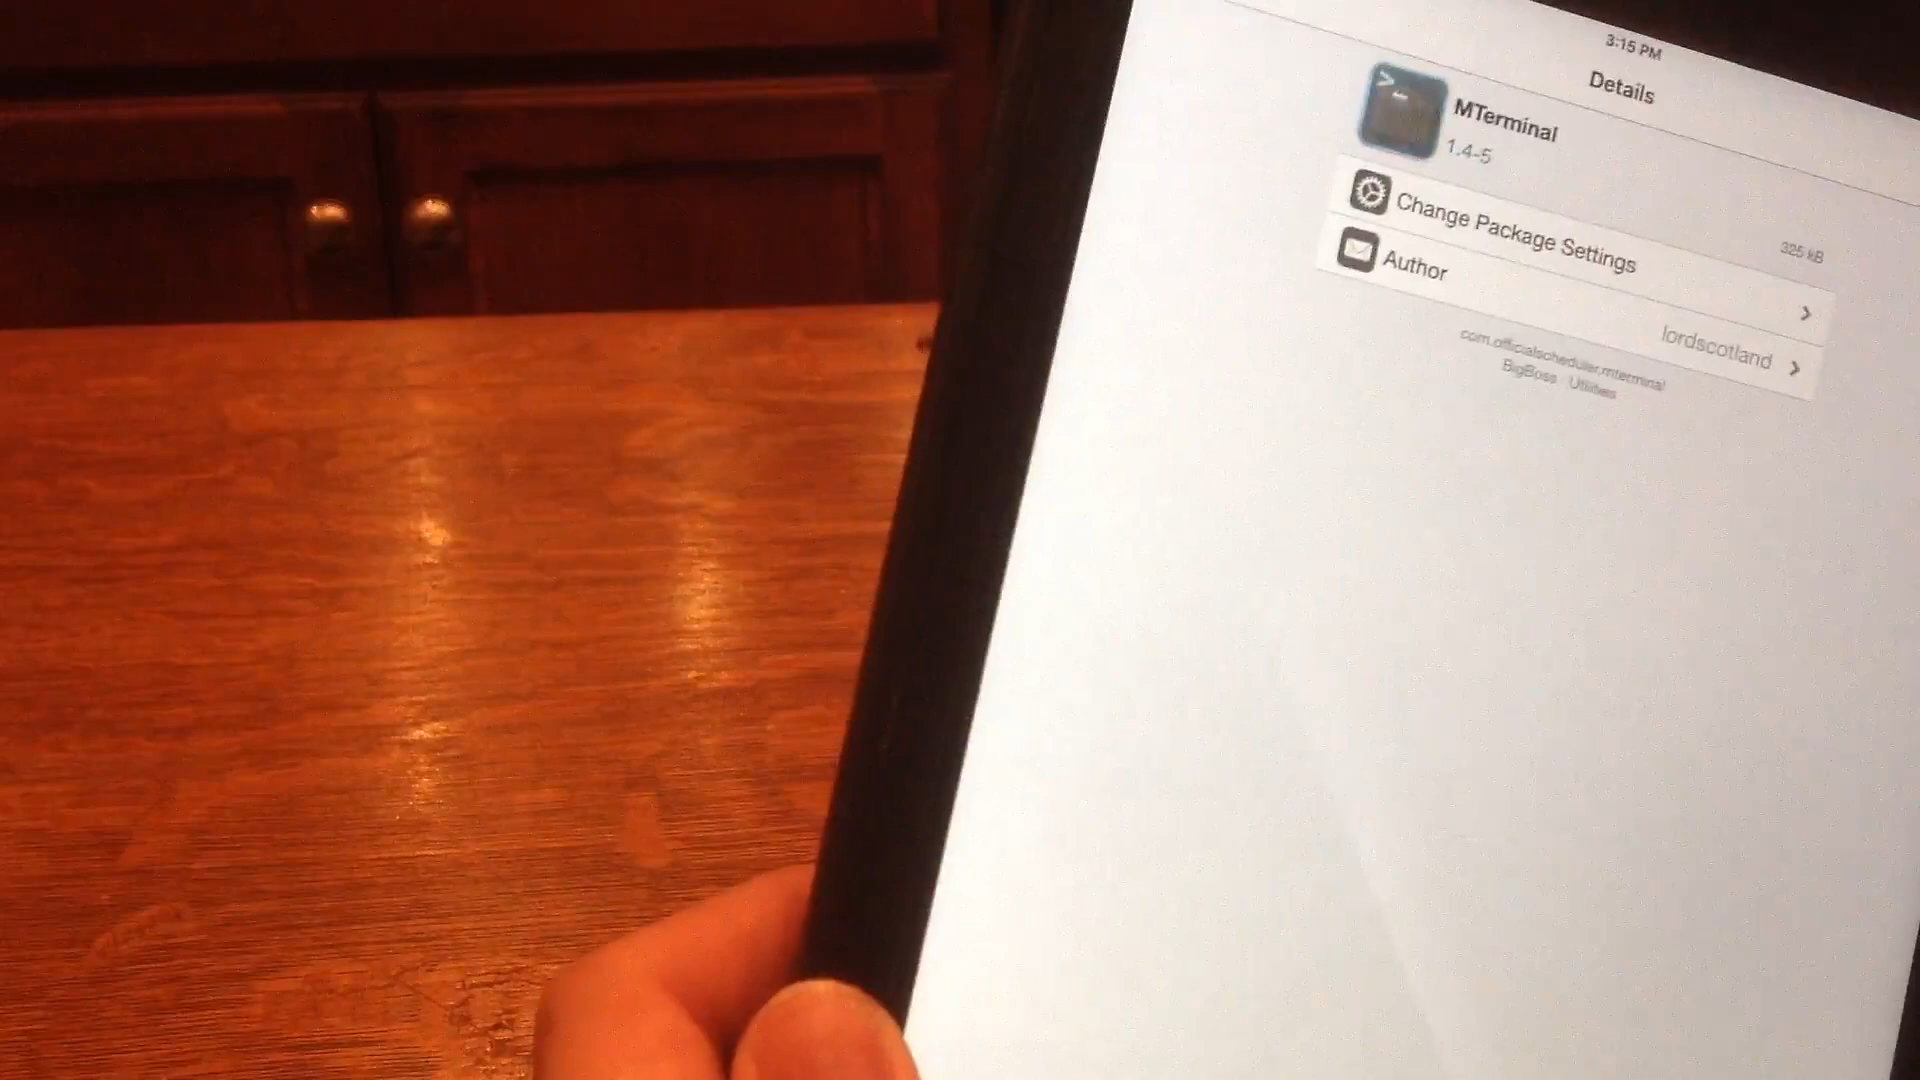 3:15 PM
Details
>_
MTerminal
1.4-5
325 kB
Change Package Settings
Author
lordscotland
com.officialscheduler.mterminal
BigBoss Utilities